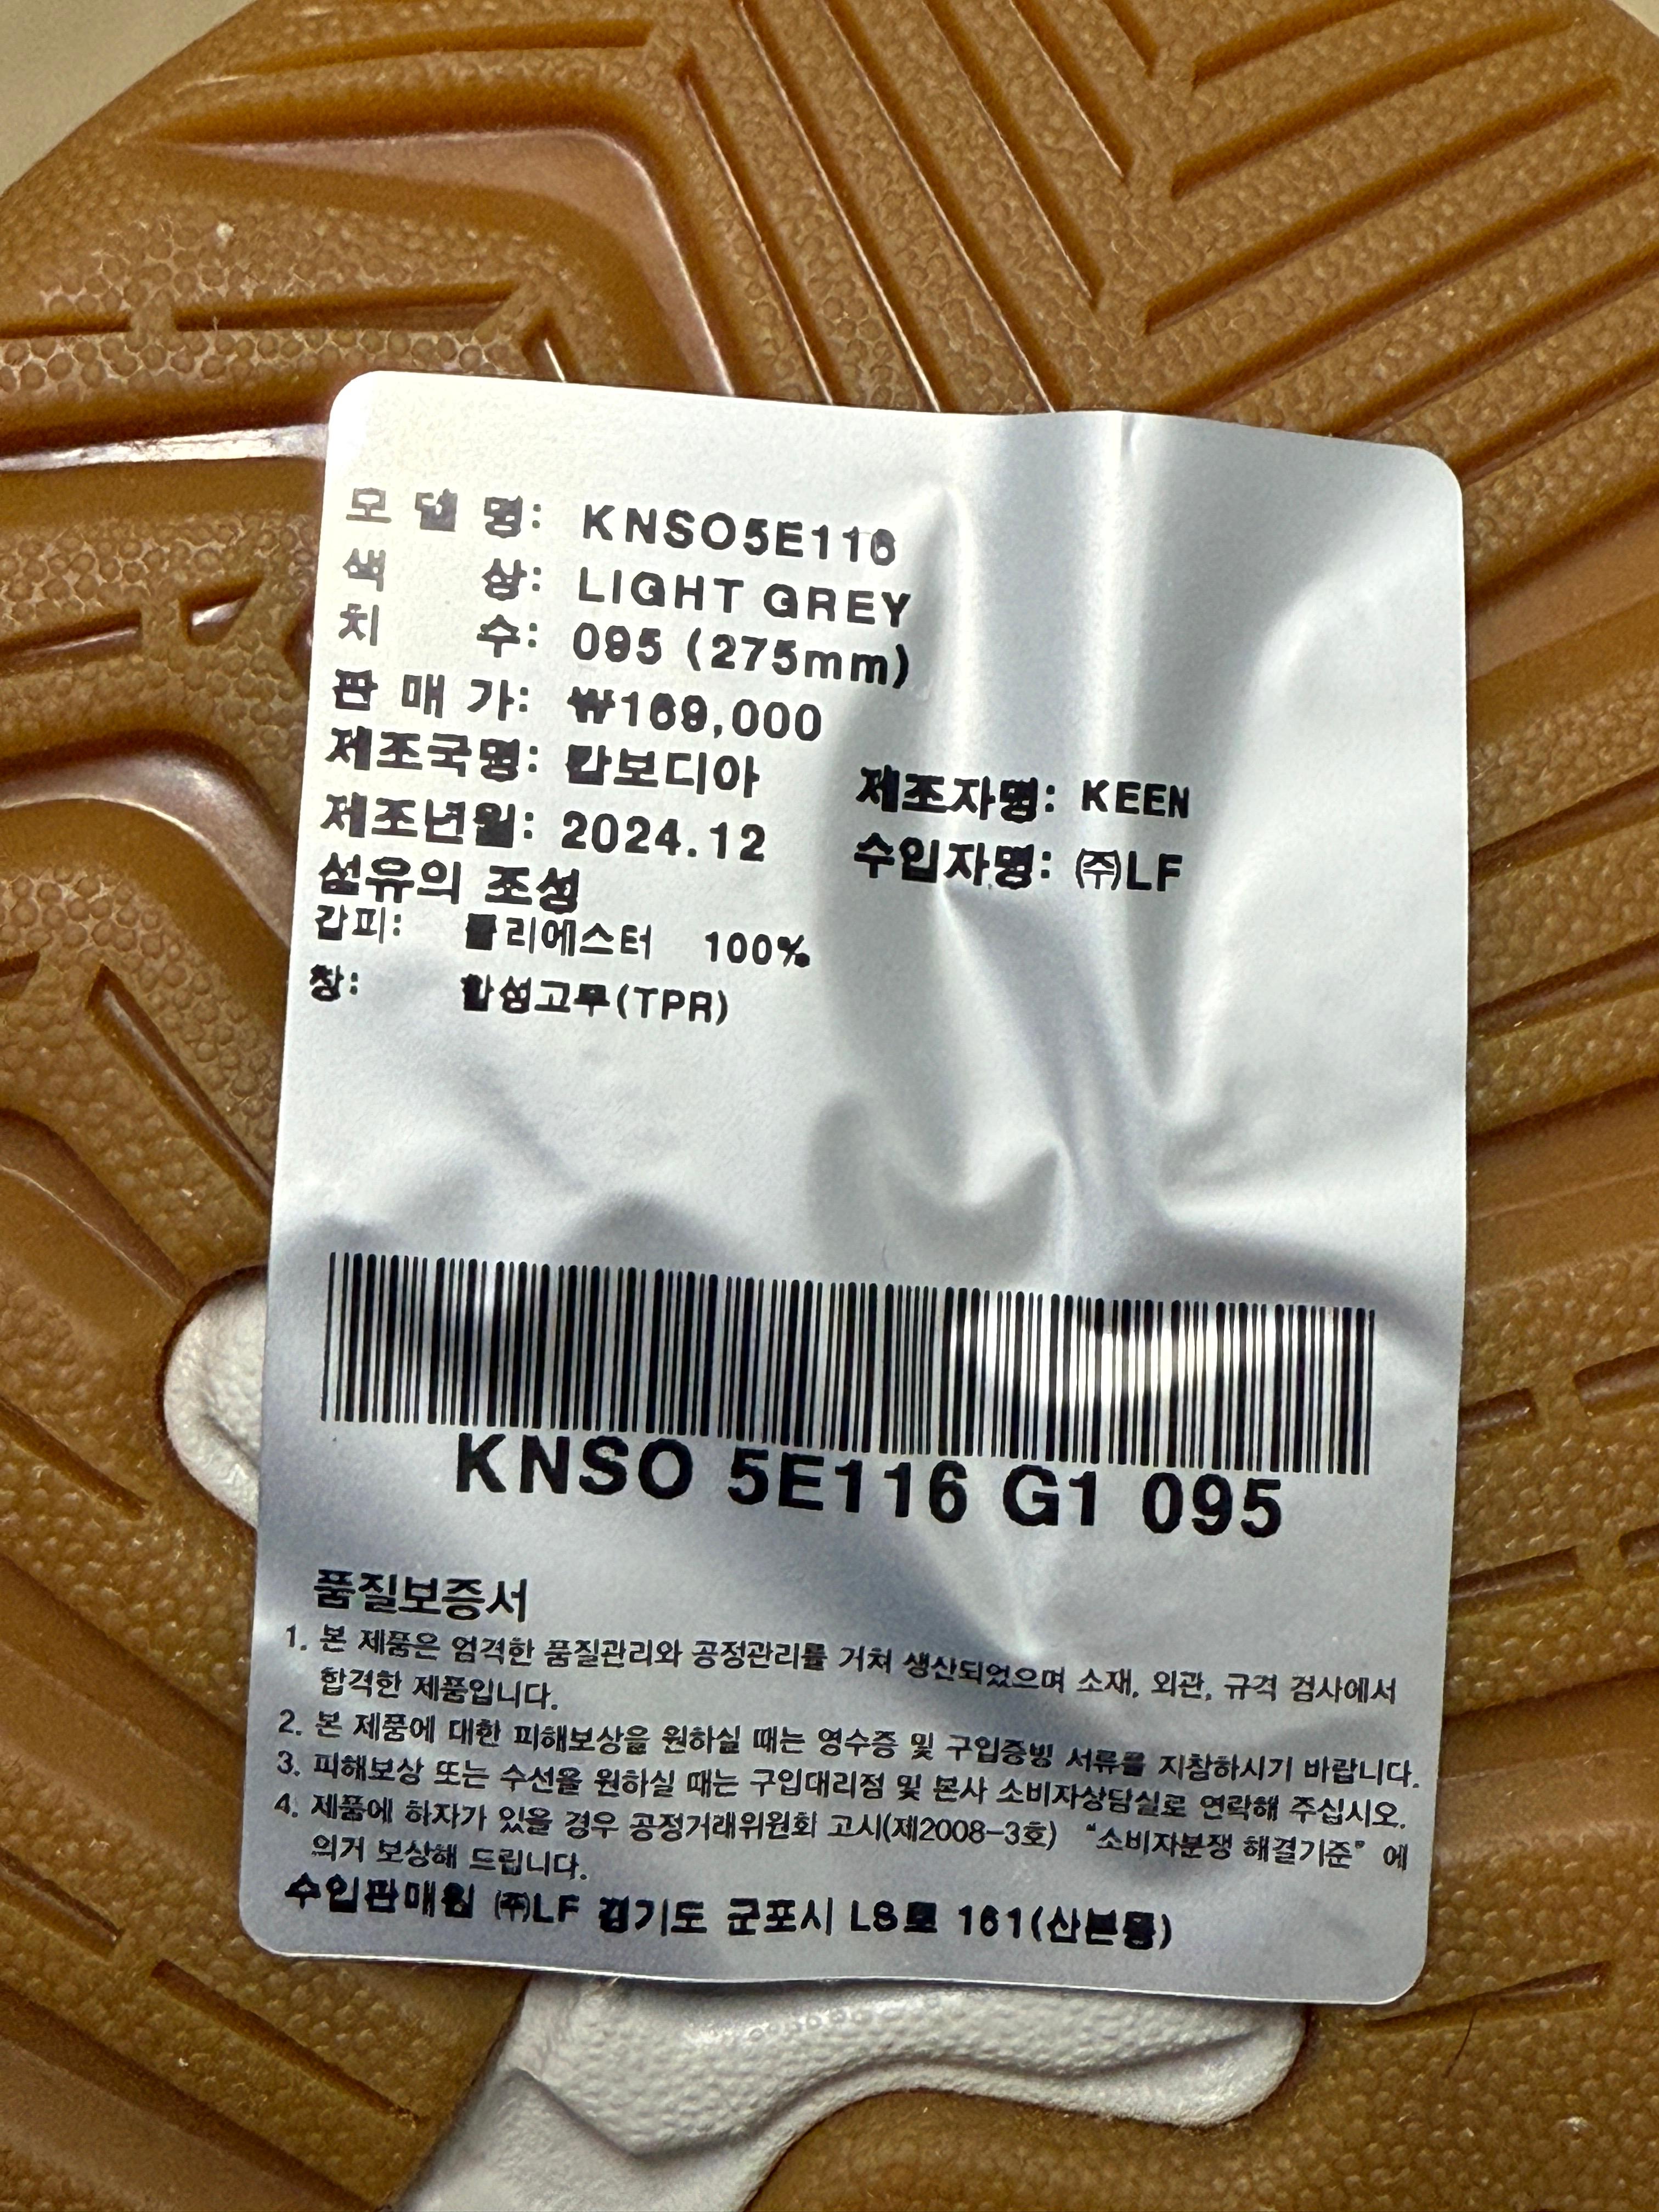 모 델 명: KNSO5E116
색 상: LIGHT GREY
치 수: 095 (275mm)
판 매 가: ₩169,000
제조국명: 캄보디아 제조자명: KEEN
제조년월: 2024.12 수입자명: ㈜LF
섬유의 조성
갑피: 폴리에스터 100%
창: 합성고무(TPR)
KNSO 5E116 G1 095
품질보증서
1. 본 제품은 엄격한 품질관리와 공정관리를 거쳐 생산되었으며 소재, 외관, 규격 검사에서
합격한 제품입니다.
2. 본 제품에 대한 피해보상을 원하실 때는 영수증 및 구입증빙 서류를 지참하시기 바랍니다.
3. 피해보상 또는 수선을 원하실 때는 구입대리점 및 본사 소비자상담실로 연락해 주십시오.
4. 제품에 하자가 있을 경우 공정거래위원회 고시(제2008-3호) "소비자분쟁 해결기준"에
의거 보상해 드립니다.
수입판매원 ㈜LF 경기도 군포시 LS로 161(산본동)